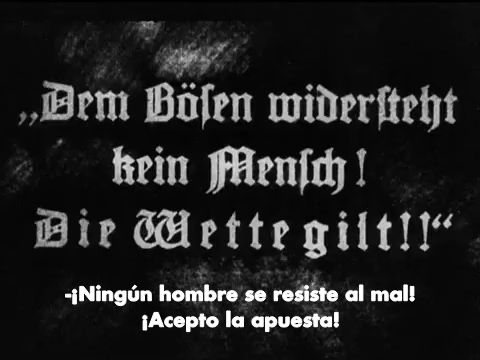 „Dem Bösen widersteht
kein Mensch!
Die Wette gilt!!“
-¡Ningún hombre se resiste al mal!
¡Acepto la apuesta!